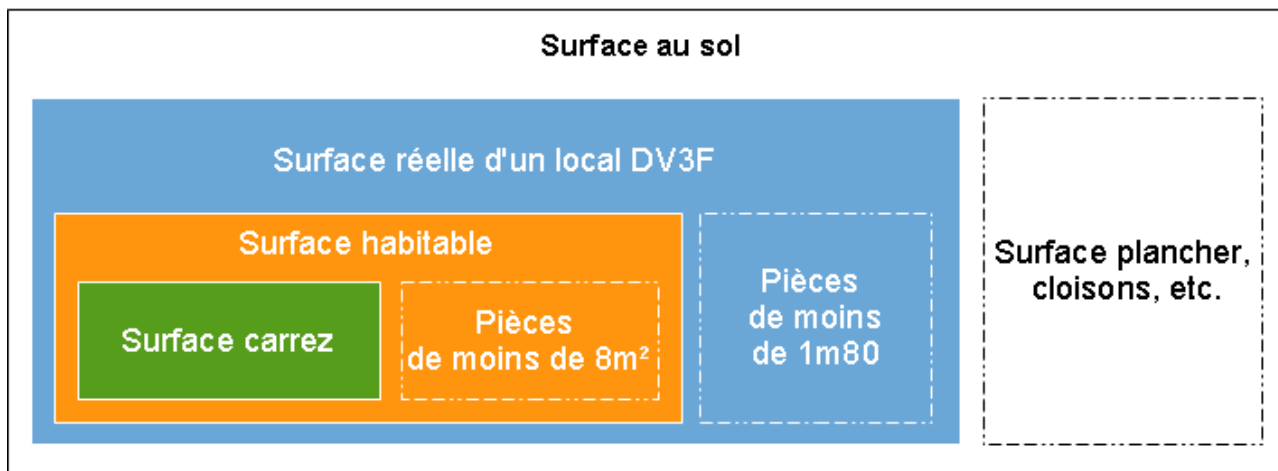 Surface au sol
Surface réelle d'un local DV3F
Surface habitable
Surface carrez
Pièces
de moins de 8m²
Pièces
de moins
de 1m80
Surface plancher,
cloisons, etc.